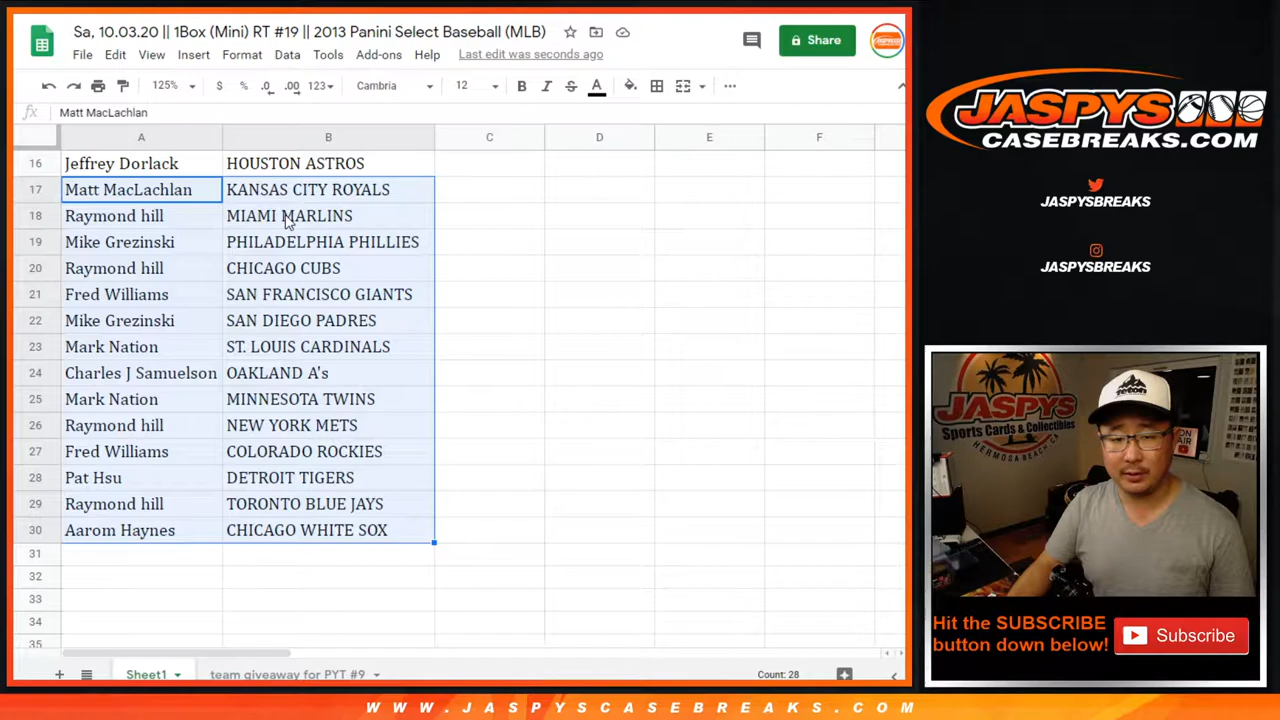 Sa, 10.03.20 || 1Box (Mini) RT #19 || 2013 Panini Select Baseball (MLB)
File Edit View Insert Format Data Tools Add-ons Help Last edit was seconds ago
Share
125% $ % .0 .00 123 Cambria 12 B I S A
fx Matt MacLachlan
A B C D E F
16 Jeffrey Dorlack HOUSTON ASTROS
17 Matt MacLachlan KANSAS CITY ROYALS
18 Raymond hill MIAMI MARLINS
19 Mike Grezinski PHILADELPHIA PHILLIES
20 Raymond hill CHICAGO CUBS
21 Fred Williams SAN FRANCISCO GIANTS
22 Mike Grezinski SAN DIEGO PADRES
23 Mark Nation ST. LOUIS CARDINALS
24 Charles J Samuelson OAKLAND A's
25 Mark Nation MINNESOTA TWINS
26 Raymond hill NEW YORK METS
27 Fred Williams COLORADO ROCKIES
28 Pat Hsu DETROIT TIGERS
29 Raymond hill TORONTO BLUE JAYS
30 Aarom Haynes CHICAGO WHITE SOX
31
32
33
34
35
Sheet1 team giveaway for PYT #9 Count: 28
JASPYS
CASEBREAKS.COM
JASPYSBREAKS
JASPYSBREAKS
JASPYS
Sports Cards & Collectibles
HERMOSA BEACH
ON
AIR
Hit the SUBSCRIBE
button down below!
Subscribe
WWW.JASPYSCASEBREAKS.COM